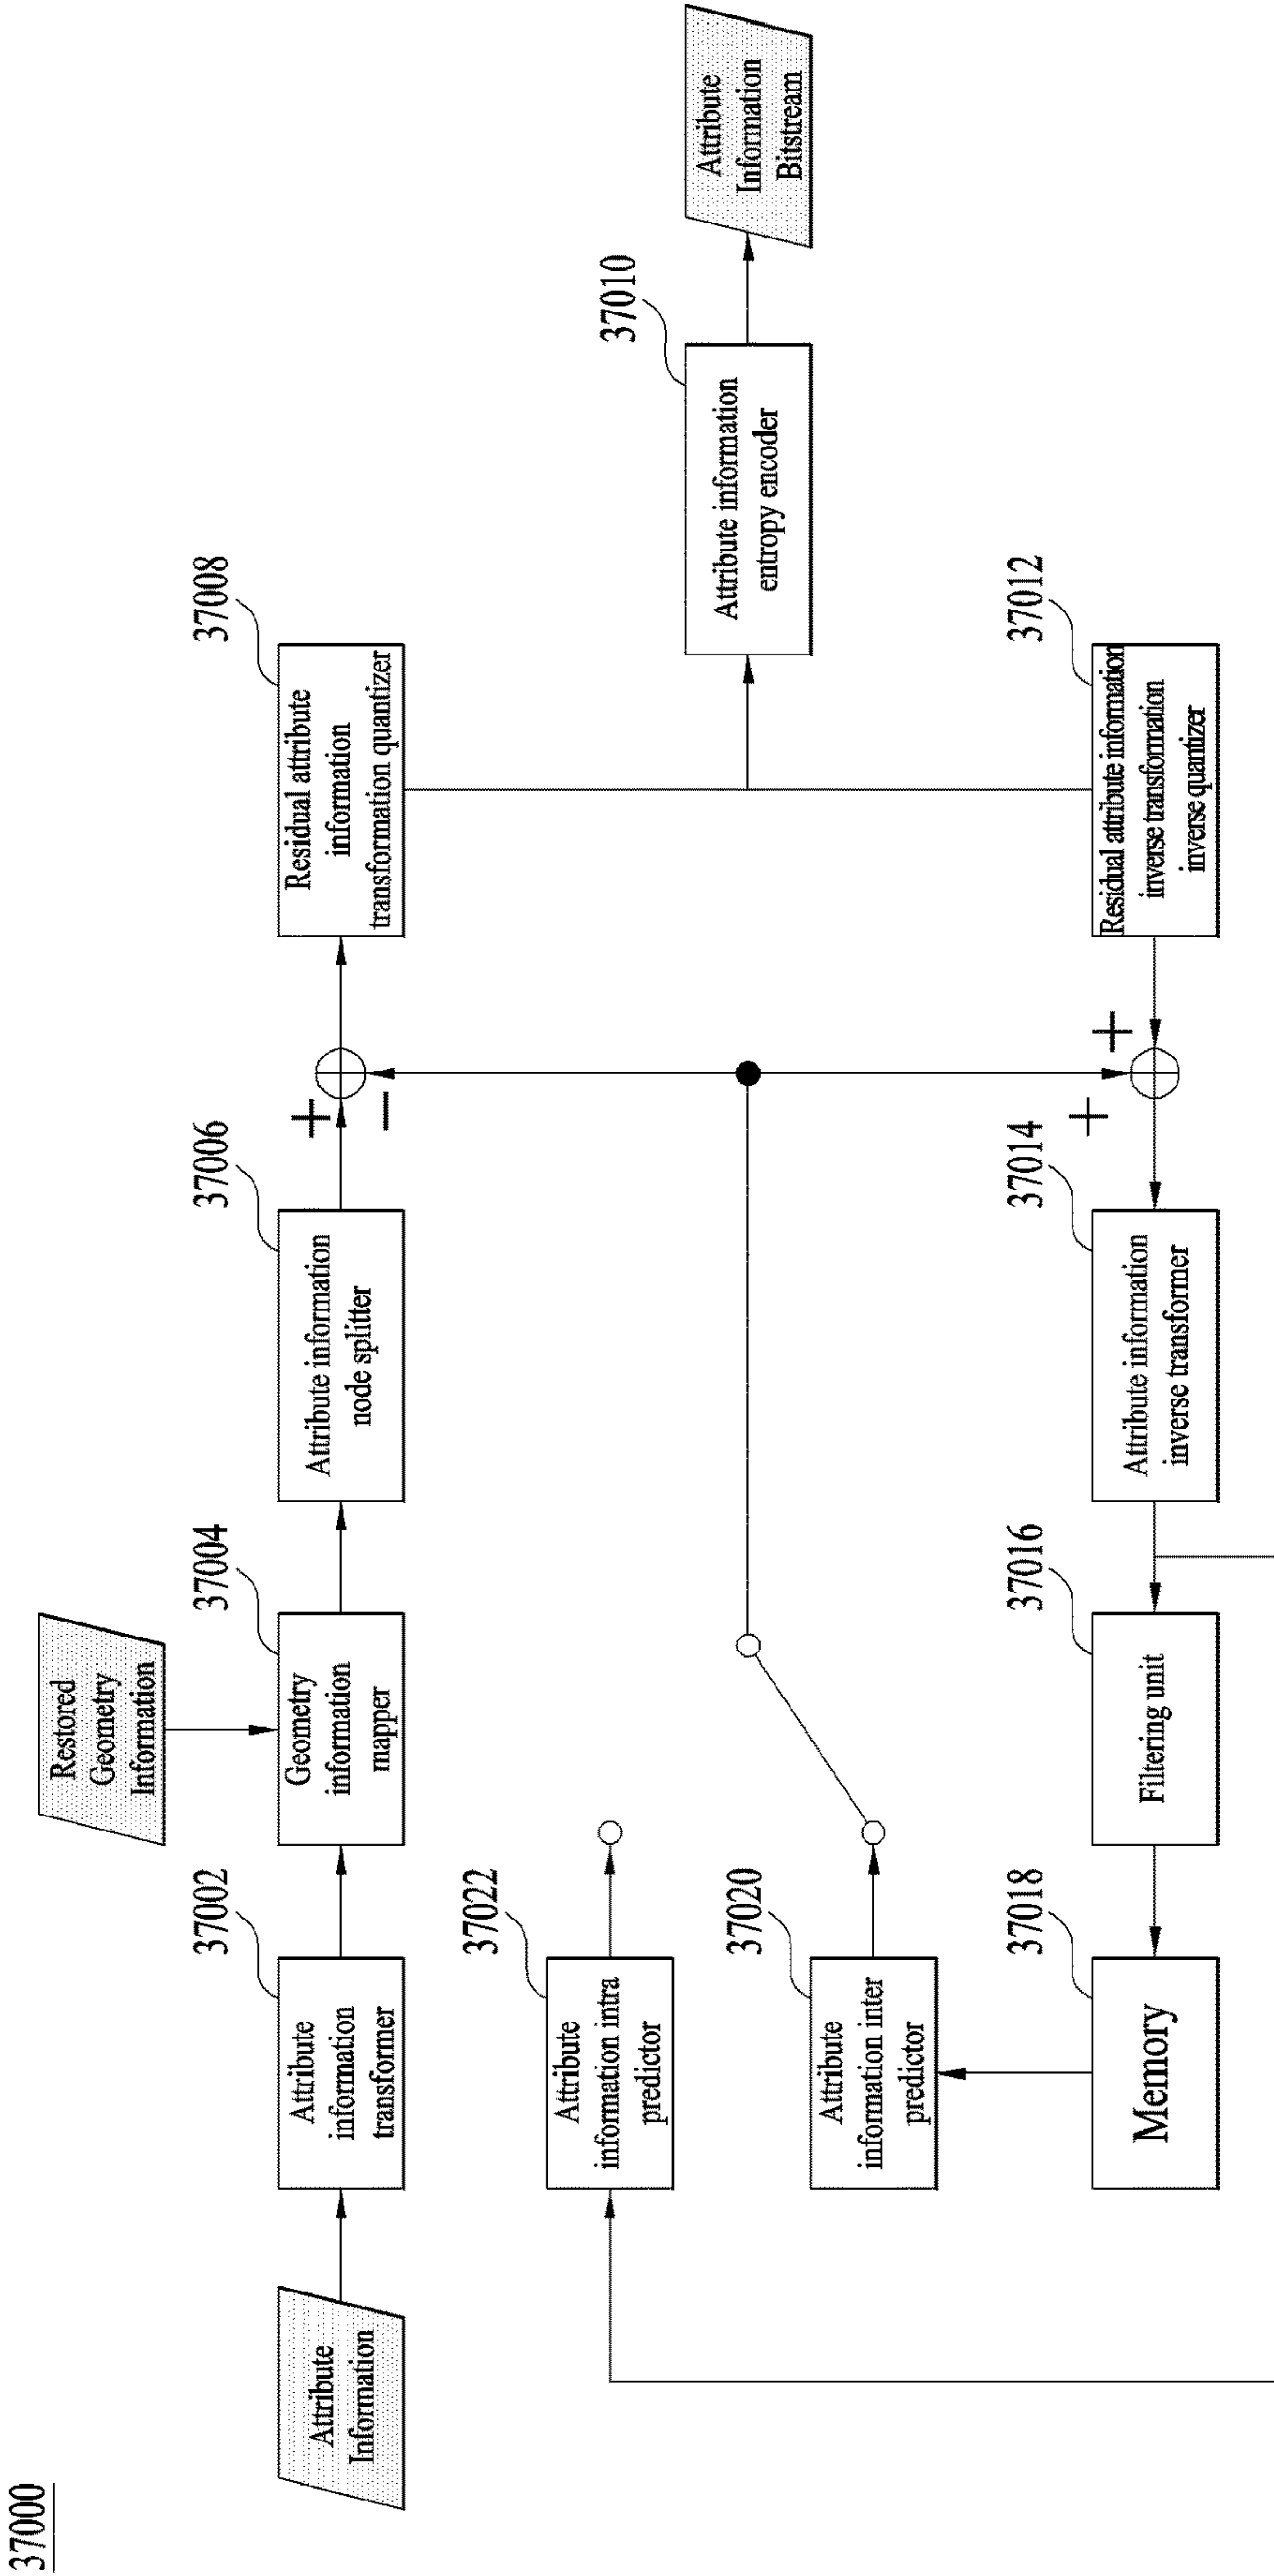 37000
Restored
Geometry
Information
Attribute
Information
37002
Attribute
information
transformer
37004
Geometry
information
mapper
37006
Attribute information
node splitter
+
−
37008
Residual attribute
information
transformation quantizer
37022
Attribute
information intra
predictor
37010
Attribute information
entropy encoder
Attribute
Information
Bitstream
37020
Attribute
information inter
predictor
37018
Memory
37016
Filtering unit
37014
Attribute information
inverse transformer
+
+
37012
Residual attribute information
inverse transformation
inverse quantizer